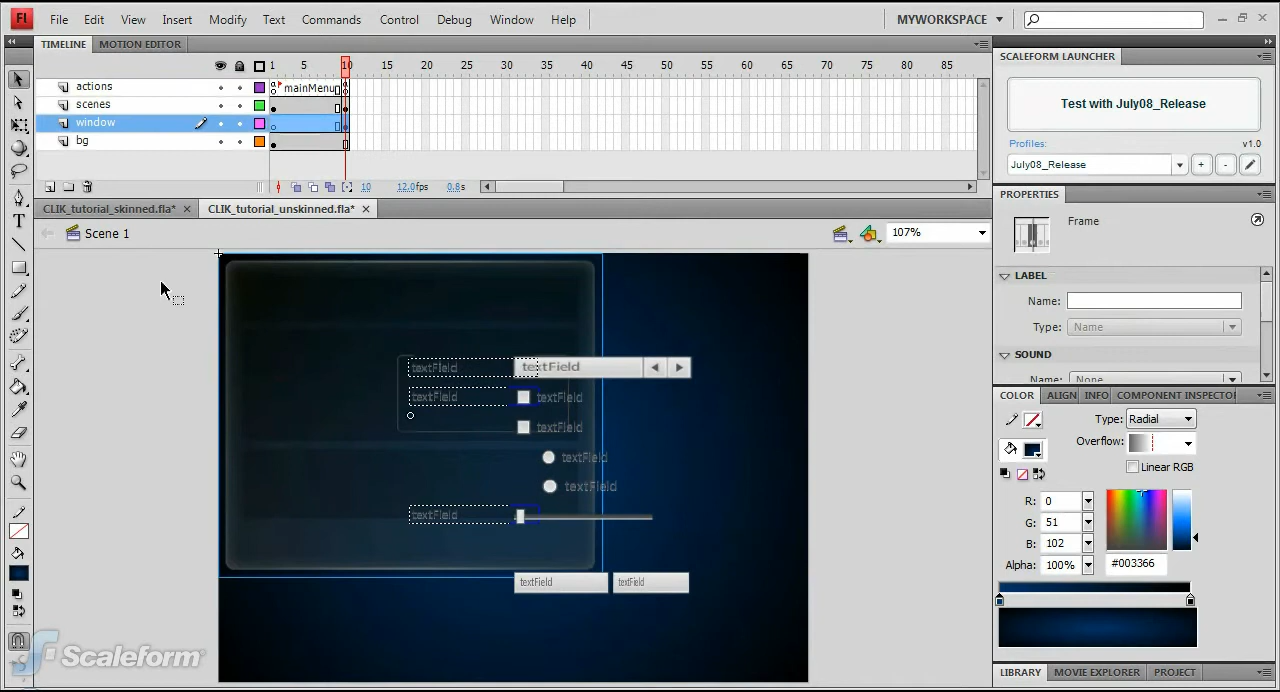 Fl File Edit View Insert Modify Text Commands Control Debug Window Help MYWORKSPACE
TIMELINE MOTION EDITOR
1 5 10 15 20 25 30 35 40 45 50 55 60 65 70 75 80 85
actions mainMenu
scenes
window
bg
10 12.0fps 0.8s
CLIK_tutorial_skinned.fla* CLIK_tutorial_unskinned.fla*
Scene 1 107%
textField textField
textField textField
textField
textField
textField
textField
textField textField
Scaleform
SCALEFORM LAUNCHER
Test with July08_Release
Profiles: v1.0
July08_Release + -
PROPERTIES
Frame
LABEL
Name:
Type: Name
SOUND
Name: None
COLOR ALIGN INFO COMPONENT INSPECTOR
Type: Radial
Overflow:
Linear RGB
R: 0
G: 51
B: 102
Alpha: 100% #003366
LIBRARY MOVIE EXPLORER PROJECT